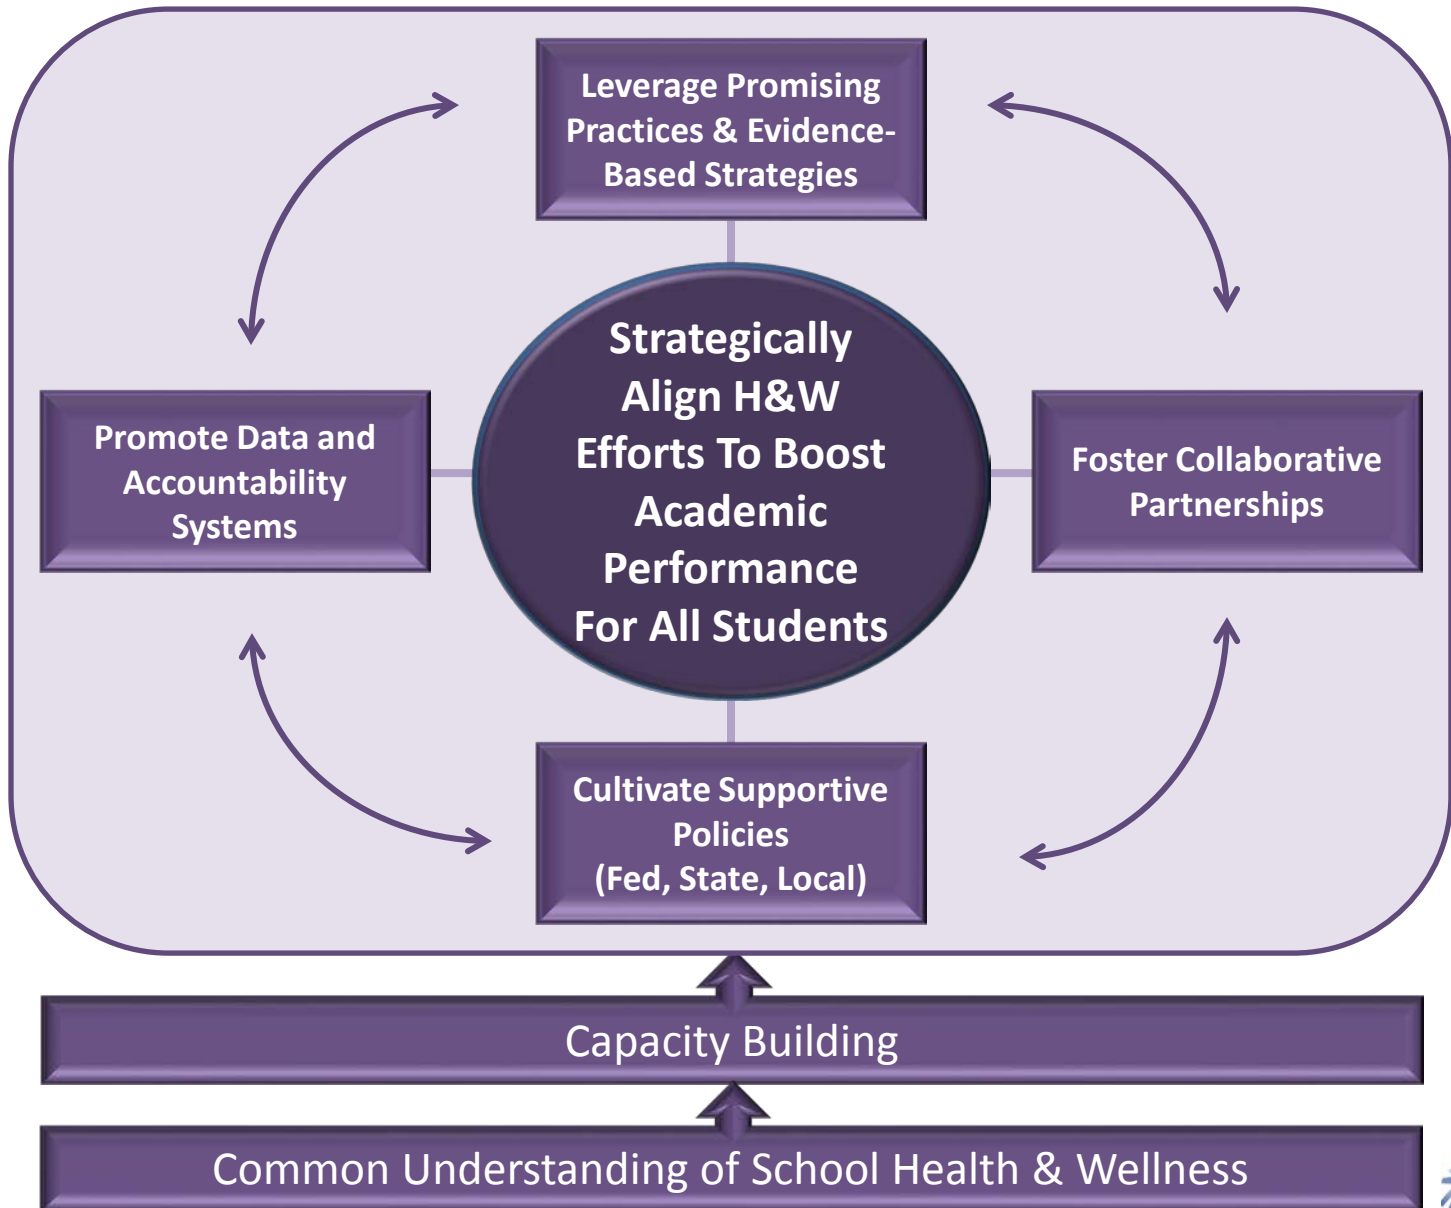 Leverage Promising
Practices & Evidence-
Based Strategies
Strategically
Align H&W
Efforts To Boost
Academic
Performance
For All Students
Promote Data and
Accountability
Systems
Foster Collaborative
Partnerships
Cultivate Supportive
Policies
(Fed, State, Local)
Capacity Building
Common Understanding of School Health & Wellness